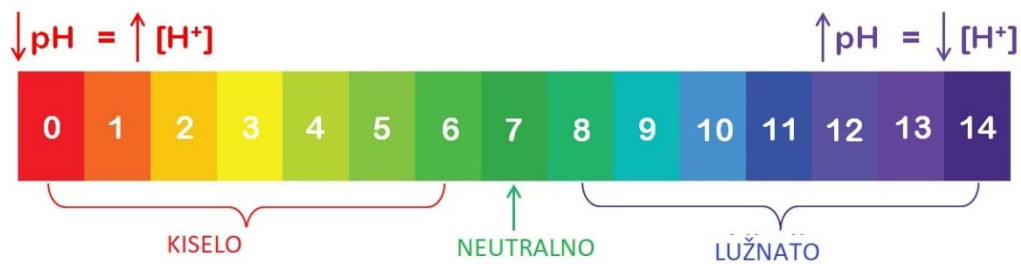 ↓pH = ↑ [H⁺] ↑pH = ↓ [H⁺]
0 1 2 3 4 5 6 7 8 9 10 11 12 13 14
KISELO NEUTRALNO LUŽNATO